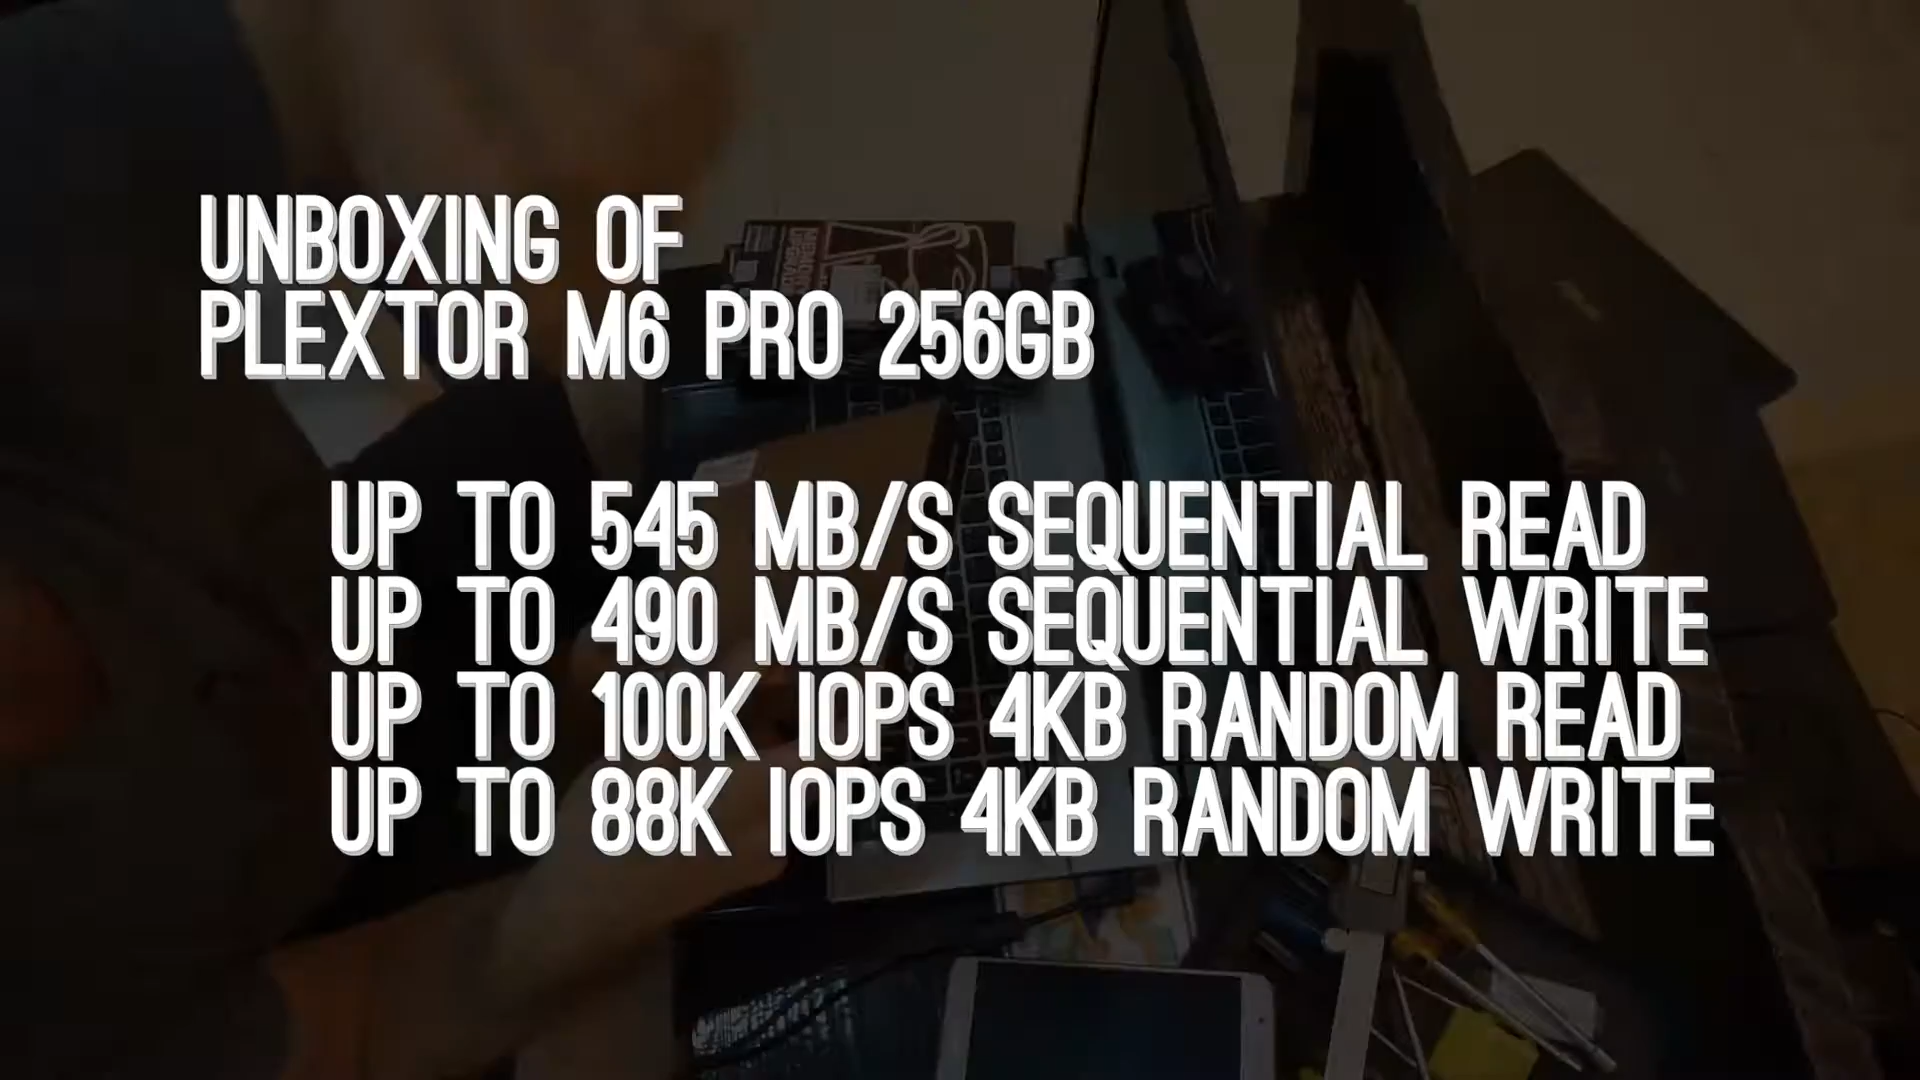 UNBOXING OF
PLEXTOR M6 PRO 256GB
UP TO 545 MB/S SEQUENTIAL READ
UP TO 490 MB/S SEQUENTIAL WRITE
UP TO 100K IOPS 4KB RANDOM READ
UP TO 88K IOPS 4KB RANDOM WRITE